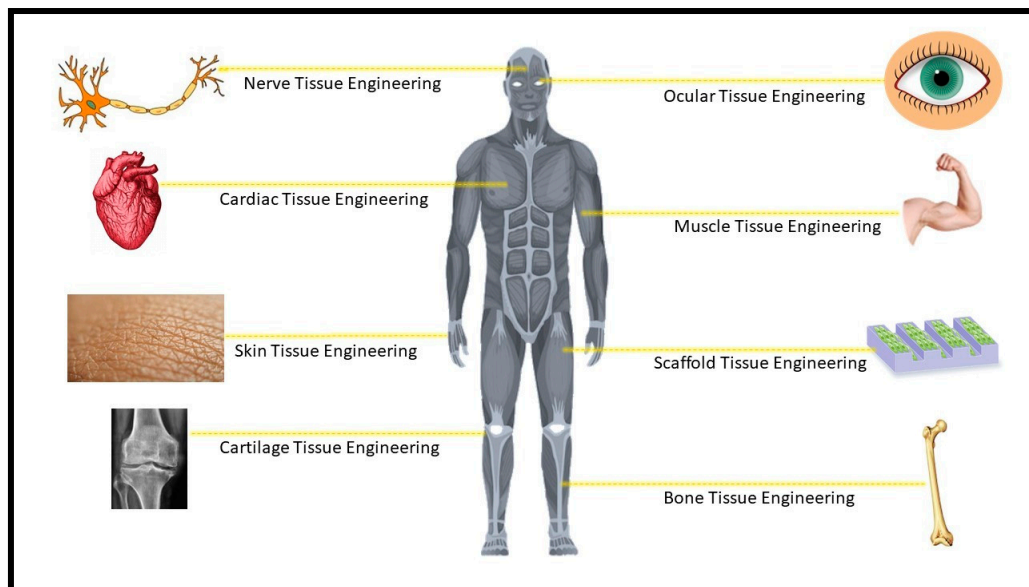 Nerve Tissue Engineering
Ocular Tissue Engineering
Cardiac Tissue Engineering
Muscle Tissue Engineering
Skin Tissue Engineering
Scaffold Tissue Engineering
Cartilage Tissue Engineering
Bone Tissue Engineering